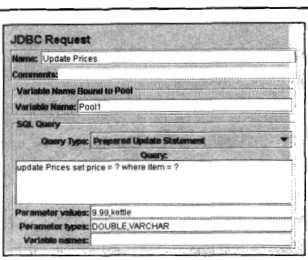 JDBC Request
Name: Update Prices
Comments:
Variable Name Bound to Pool
Variable Name: Pool1
SQL Query
Query Type: Prepared Update Statement
Query:
update Prices set price = ? where item = ?
Parameter values: 9.99,kettle
Parameter types: DOUBLE,VARCHAR
Variable names: